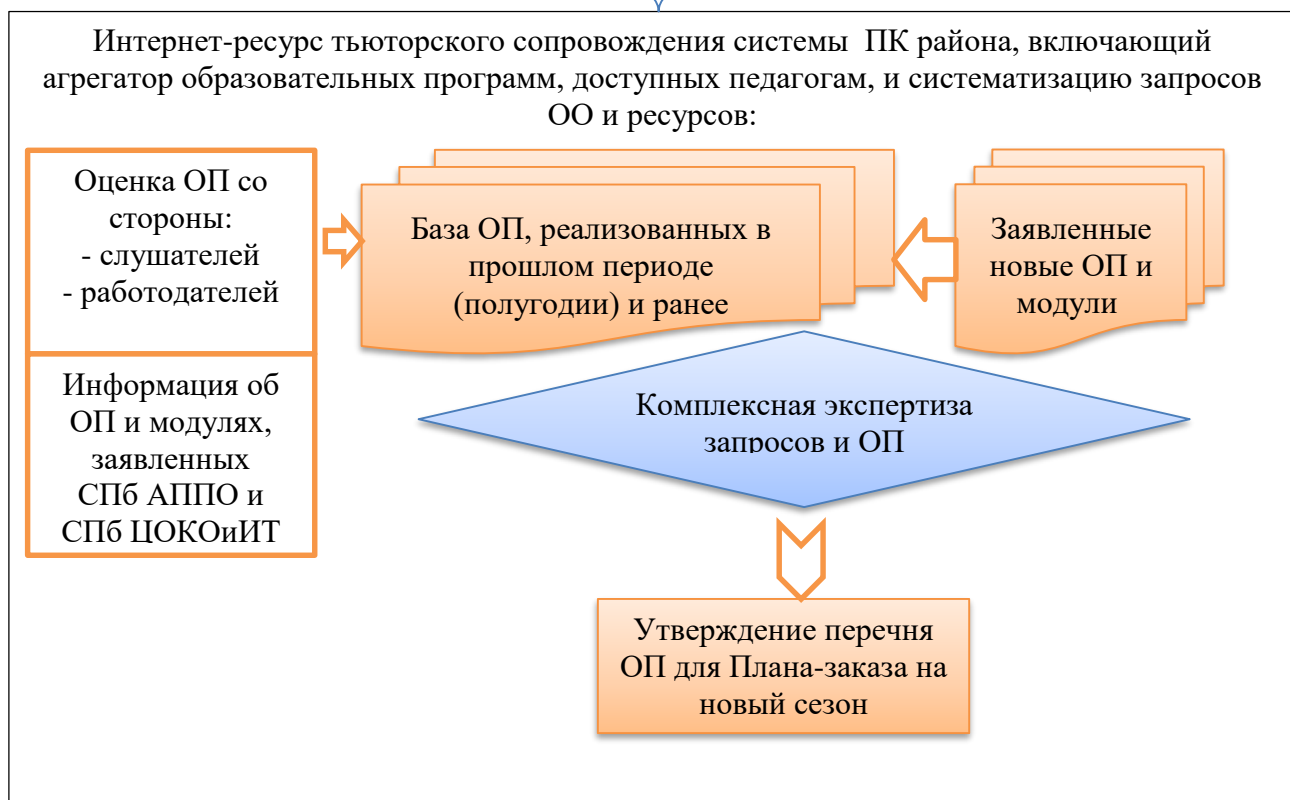 Интернет-ресурс тьюторского сопровождения системы ПК района, включающий
агрегатор образовательных программ, доступных педагогам, и систематизацию запросов
ОО и ресурсов:
Оценка ОП со
стороны:
- слушателей
- работодателей
База ОП, реализованных в
прошлом периоде
(полугодии) и ранее
Заявленные
новые ОП и
модули
Информация об
ОП и модулях,
заявленных
СПб АППО и
СПб ЦОКОиИТ
Комплексная экспертиза
запросов и ОП
Утверждение перечня
ОП для Плана-заказа на
новый сезон